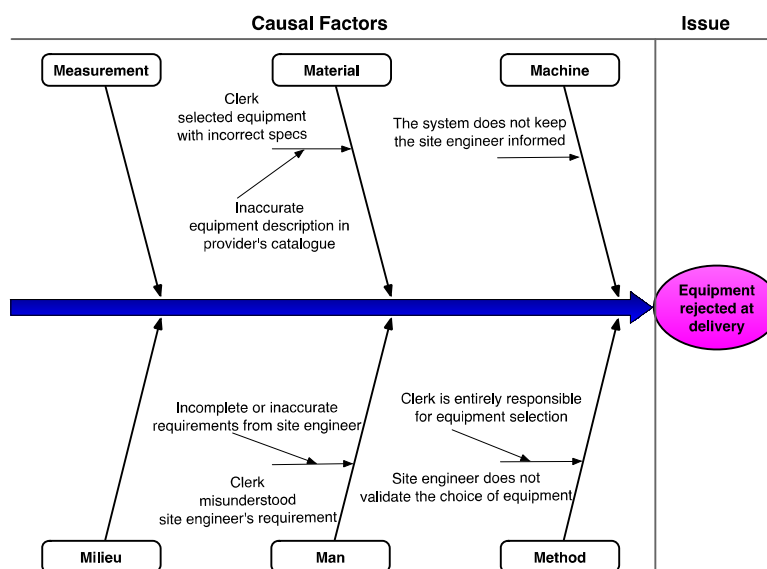 Causal Factors
Issue
Measurement
Material
Machine
Clerk
selected equipment
with incorrect specs
The system does not keep
the site engineer informed
Inaccurate
equipment description in
provider's catalogue
Equipment
rejected at
delivery
Incomplete or inaccurate
requirements from site engineer
Clerk is entirely responsible
for equipment selection
Clerk
misunderstood
site engineer's requirement
Site engineer does not
validate the choice of equipment
Milieu
Man
Method